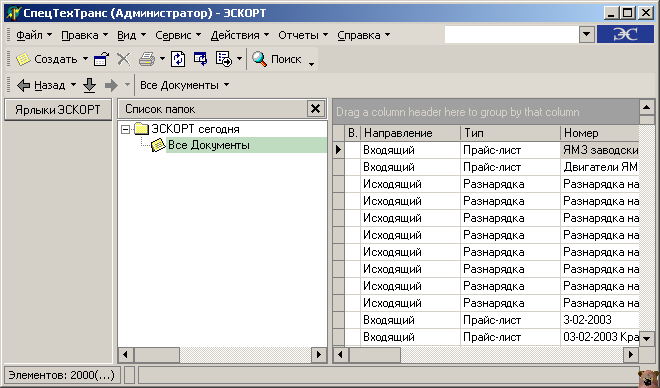 СпецТехТранс (Администратор) - ЭСКОРТ
Файл Правка Вид Сервис Действия Отчеты Справка ЭС
Создать Поиск
Назад Все Документы
Ярлыки ЭСКОРТ
Список папок
ЭСКОРТ сегодня
Все Документы
Drag a column header here to group by that column
В. Направление Тип Номер
Входящий Прайс-лист ЯМЗ заводски
Входящий Прайс-лист Двигатели ЯМ
Исходящий Разнарядка Разнарядка на
Исходящий Разнарядка Разнарядка на
Исходящий Разнарядка Разнарядка на
Исходящий Разнарядка Разнарядка на
Исходящий Разнарядка Разнарядка на
Исходящий Разнарядка Разнарядка на
Исходящий Разнарядка Разнарядка на
Исходящий Разнарядка Разнарядка на
Входящий Прайс-лист 3-02-2003
Входящий Прайс-лист 03-02-2003 Кра
Элементов: 2000(...)